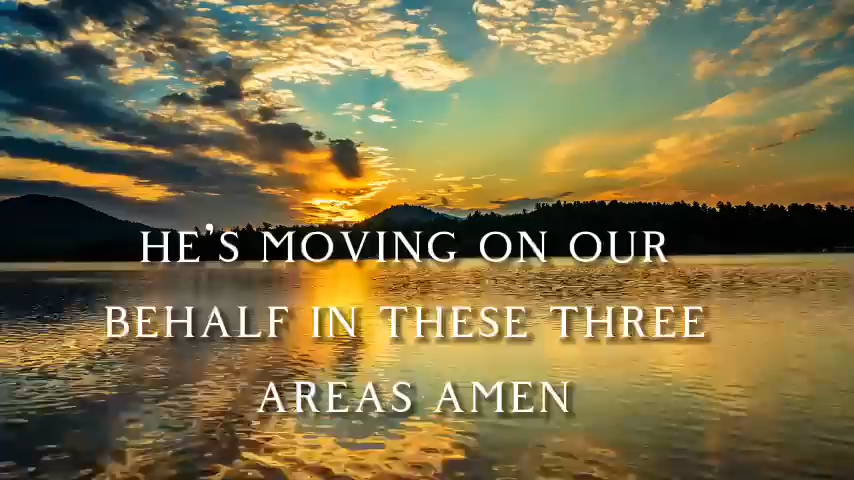 HE'S MOVING ON OUR
BEHALF IN THESE THREE
AREAS AMEN